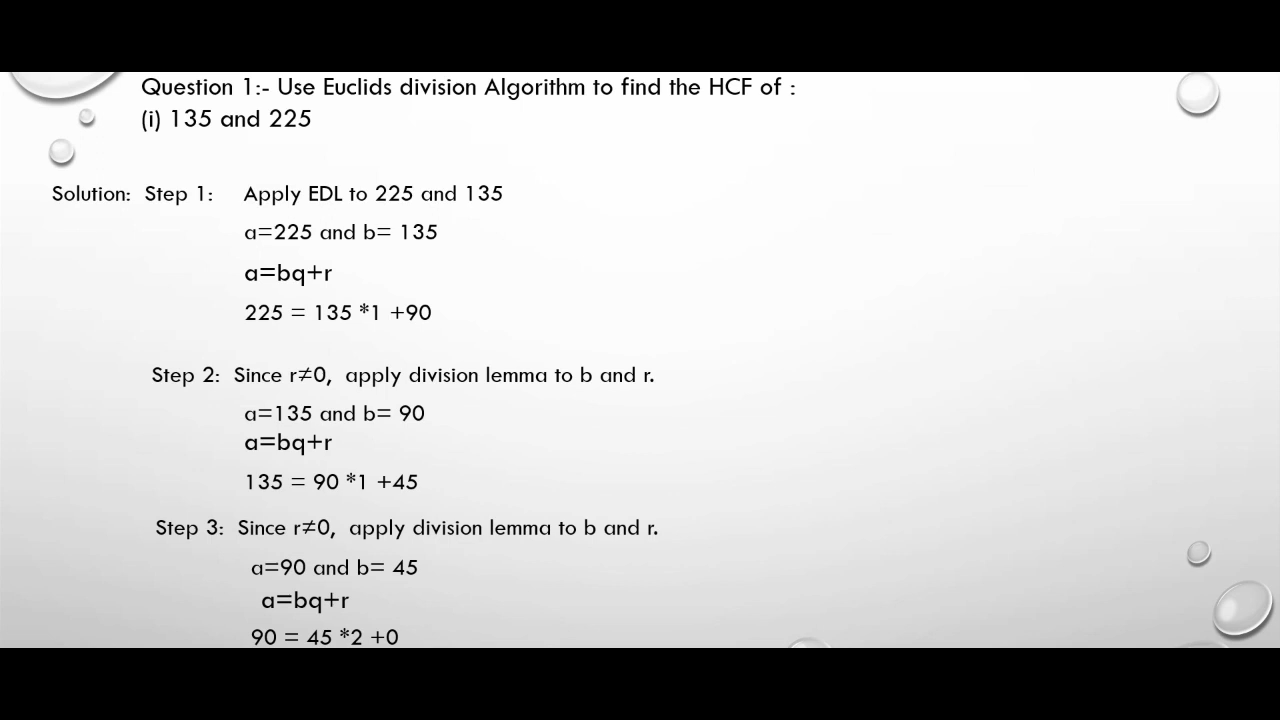 Question 1:- Use Euclids division Algorithm to find the HCF of :
(i) 135 and 225
Solution: Step 1: Apply EDL to 225 and 135
a=225 and b= 135
a=bq+r
225 = 135 *1 +90
Step 2: Since r≠0, apply division lemma to b and r.
a=135 and b= 90
a=bq+r
135 = 90 *1 +45
Step 3: Since r≠0, apply division lemma to b and r.
a=90 and b= 45
a=bq+r
90 = 45 *2 +0